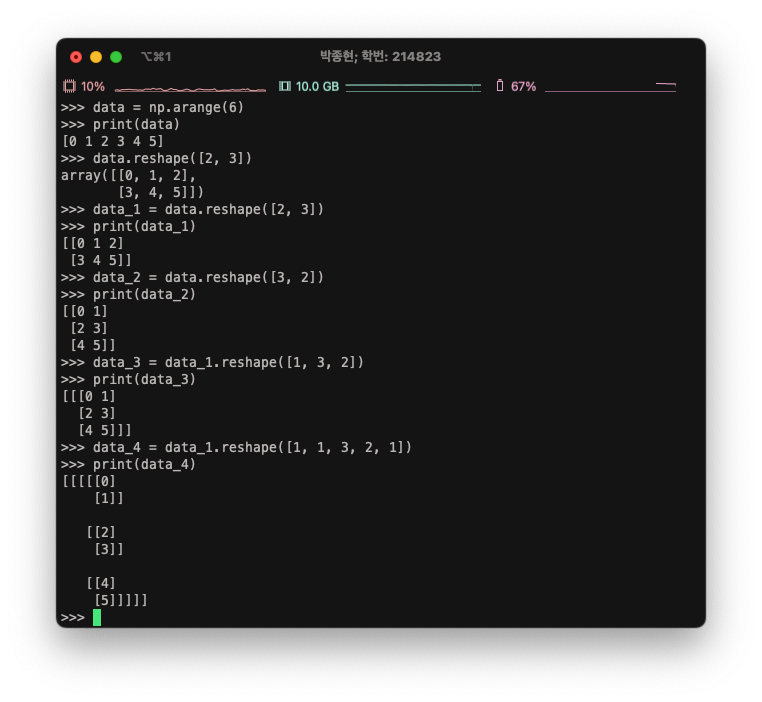 ⌥⌘1 박종현; 학번: 214823
10% 10.0 GB 67%
>>> data = np.arange(6)
>>> print(data)
[0 1 2 3 4 5]
>>> data.reshape([2, 3])
array([[0, 1, 2],
       [3, 4, 5]])
>>> data_1 = data.reshape([2, 3])
>>> print(data_1)
[[0 1 2]
 [3 4 5]]
>>> data_2 = data.reshape([3, 2])
>>> print(data_2)
[[0 1]
 [2 3]
 [4 5]]
>>> data_3 = data_1.reshape([1, 3, 2])
>>> print(data_3)
[[[0 1]
  [2 3]
  [4 5]]]
>>> data_4 = data_1.reshape([1, 1, 3, 2, 1])
>>> print(data_4)
[[[[[0]
    [1]]

   [[2]
    [3]]

   [[4]
    [5]]]]]
>>>